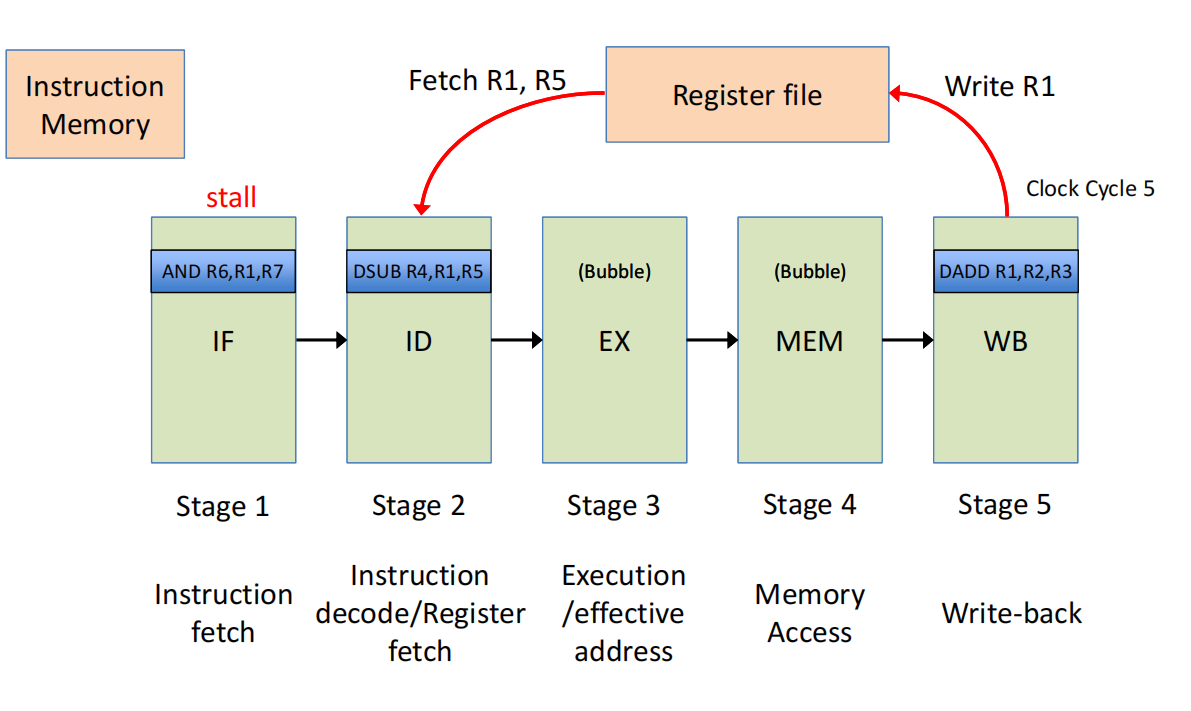 Instruction
Memory
Fetch R1, R5
Register file
Write R1
Clock Cycle 5
stall
AND R6,R1,R7
DSUB R4,R1,R5
(Bubble)
(Bubble)
DADD R1,R2,R3
IF
ID
EX
MEM
WB
Stage 1
Stage 2
Stage 3
Stage 4
Stage 5
Instruction
fetch
Instruction
decode/Register
fetch
Execution
/effective
address
Memory
Access
Write-back